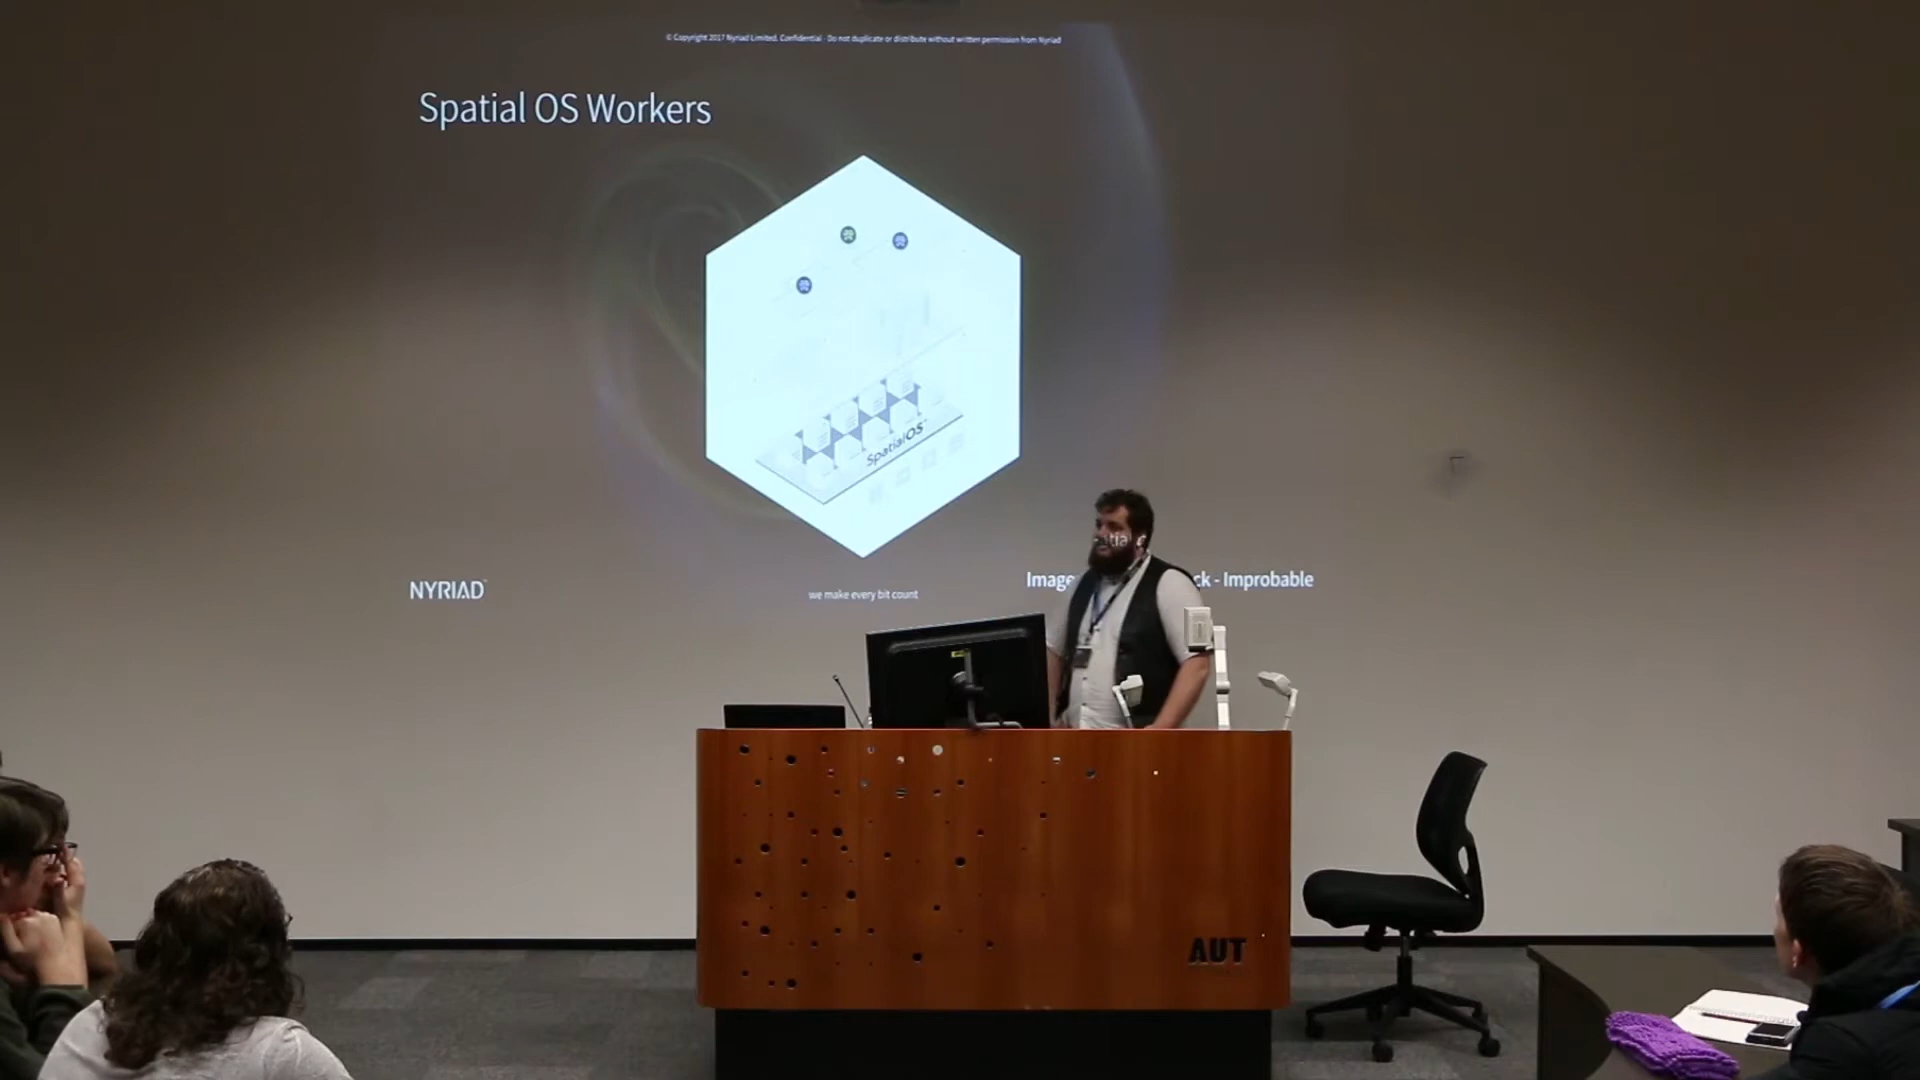 © Copyright 2017 Nyriad Limited. Confidential - Do not duplicate or distribute without written permission from Nyriad
Spatial OS Workers
SpatialOS
NYRIAD
we make every bit count
Image
ck - Improbable
AUT